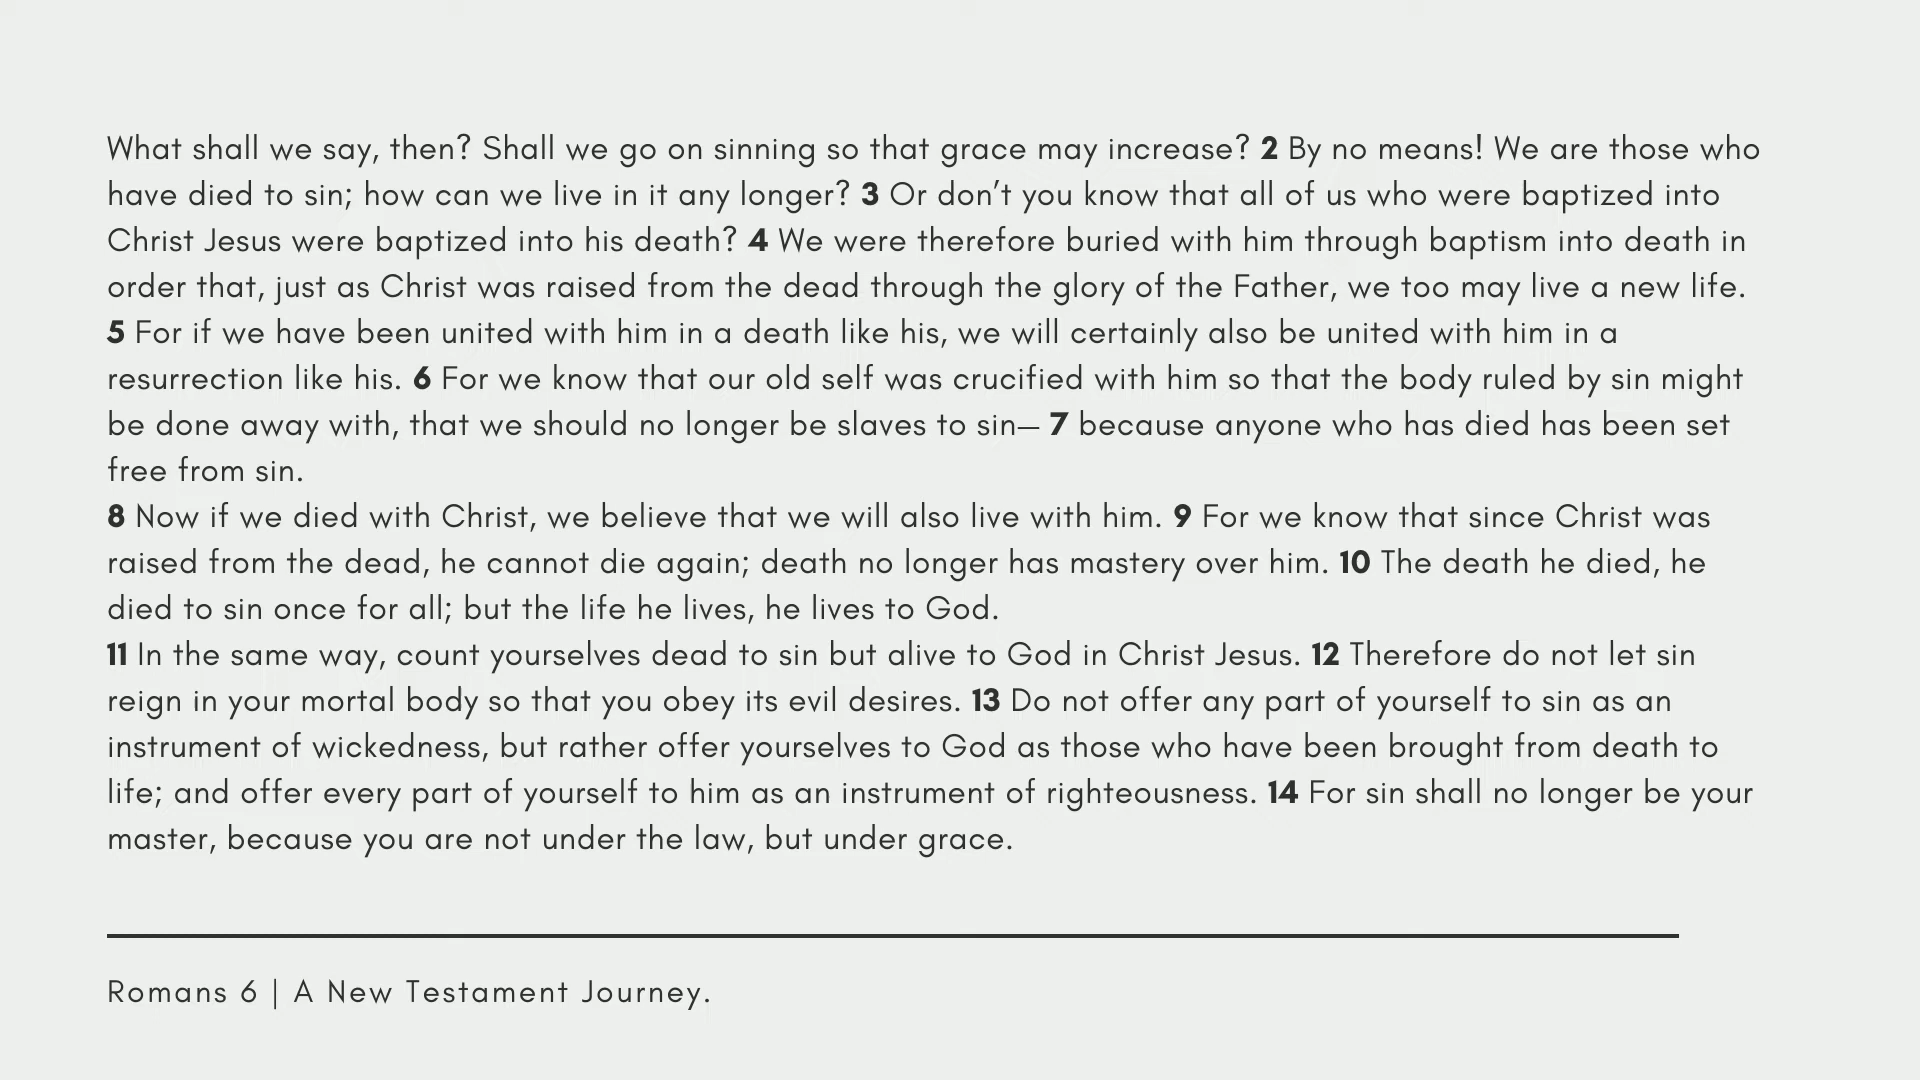 What shall we say, then? Shall we go on sinning so that grace may increase? 2 By no means! We are those who
have died to sin; how can we live in it any longer? 3 Or don’t you know that all of us who were baptized into
Christ Jesus were baptized into his death? 4 We were therefore buried with him through baptism into death in
order that, just as Christ was raised from the dead through the glory of the Father, we too may live a new life.
5 For if we have been united with him in a death like his, we will certainly also be united with him in a
resurrection like his. 6 For we know that our old self was crucified with him so that the body ruled by sin might
be done away with, that we should no longer be slaves to sin— 7 because anyone who has died has been set
free from sin.
8 Now if we died with Christ, we believe that we will also live with him. 9 For we know that since Christ was
raised from the dead, he cannot die again; death no longer has mastery over him. 10 The death he died, he
died to sin once for all; but the life he lives, he lives to God.
11 In the same way, count yourselves dead to sin but alive to God in Christ Jesus. 12 Therefore do not let sin
reign in your mortal body so that you obey its evil desires. 13 Do not offer any part of yourself to sin as an
instrument of wickedness, but rather offer yourselves to God as those who have been brought from death to
life; and offer every part of yourself to him as an instrument of righteousness. 14 For sin shall no longer be your
master, because you are not under the law, but under grace.
Romans 6 | A New Testament Journey.